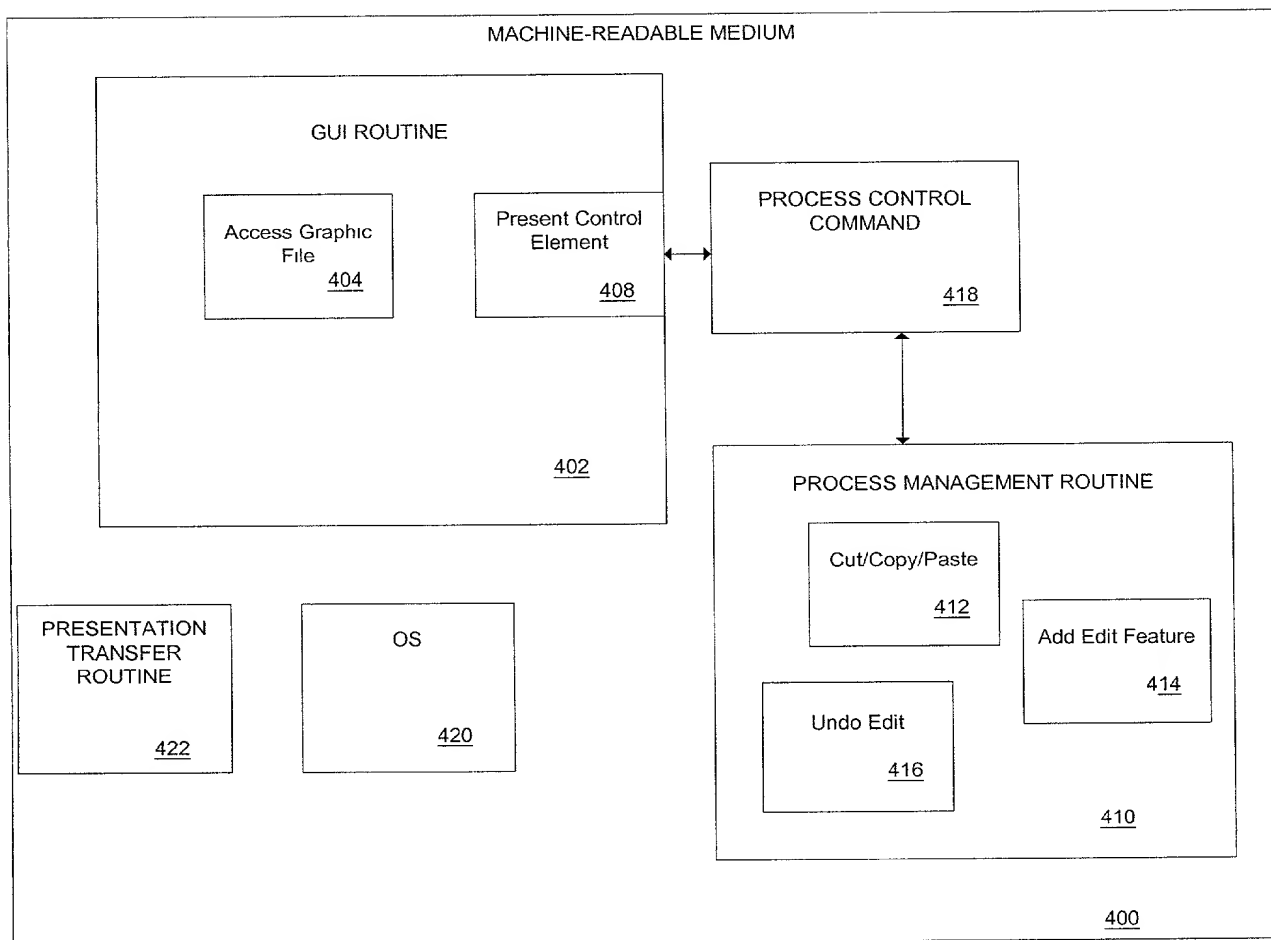 MACHINE-READABLE MEDIUM
GUI ROUTINE
Access Graphic
File
404
Present Control
Element
408
402
PROCESS CONTROL
COMMAND
418
PROCESS MANAGEMENT ROUTINE
Cut/Copy/Paste
412
Add Edit Feature
414
Undo Edit
416
410
PRESENTATION
TRANSFER
ROUTINE
422
OS
420
400